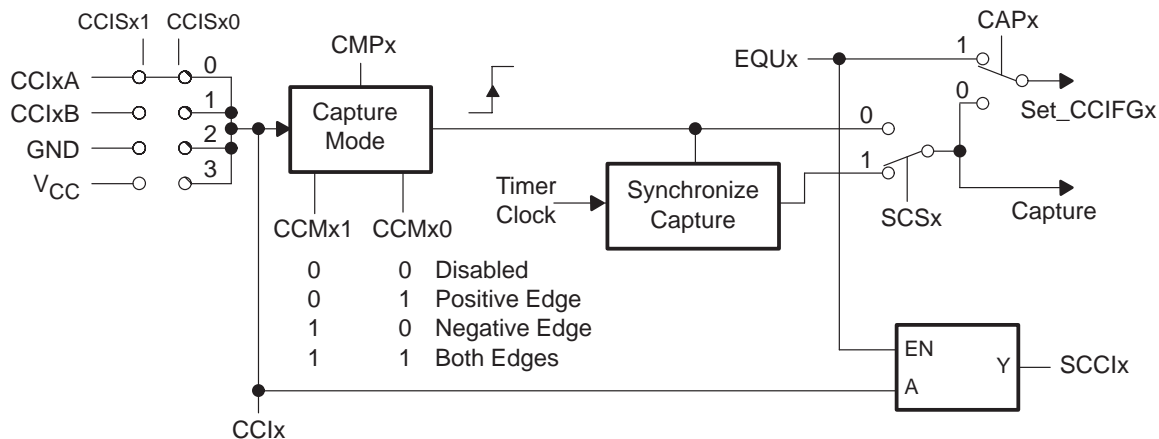 CCISx1 CCISx0
CCIxA
CCIxB
GND
VCC
0
1
2
3
CMPx
Capture
Mode
CCMx1 CCMx0
0 0 Disabled
0 1 Positive Edge
1 0 Negative Edge
1 1 Both Edges
CCIx
Timer
Clock
Synchronize
Capture
EQUx
CAPx
1
0
Set_CCIFGx
0
1
SCSx
Capture
EN
A
Y
SCCIx